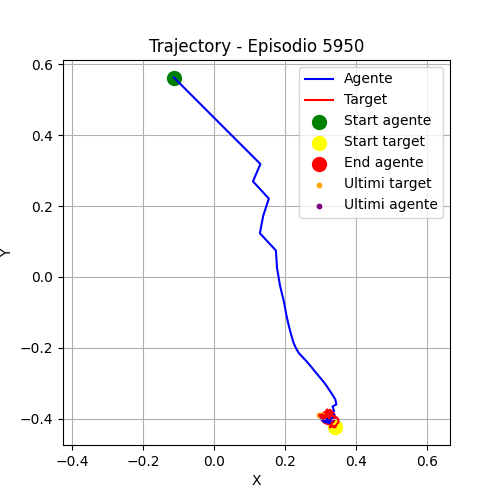 Trajectory - Episodio 5950
0.6
0.4
0.2
0.0
−0.2
−0.4
Y
Agente
Target
Start agente
Start target
End agente
Ultimi target
Ultimi agente
−0.4
−0.2
0.0
0.2
0.4
0.6
X